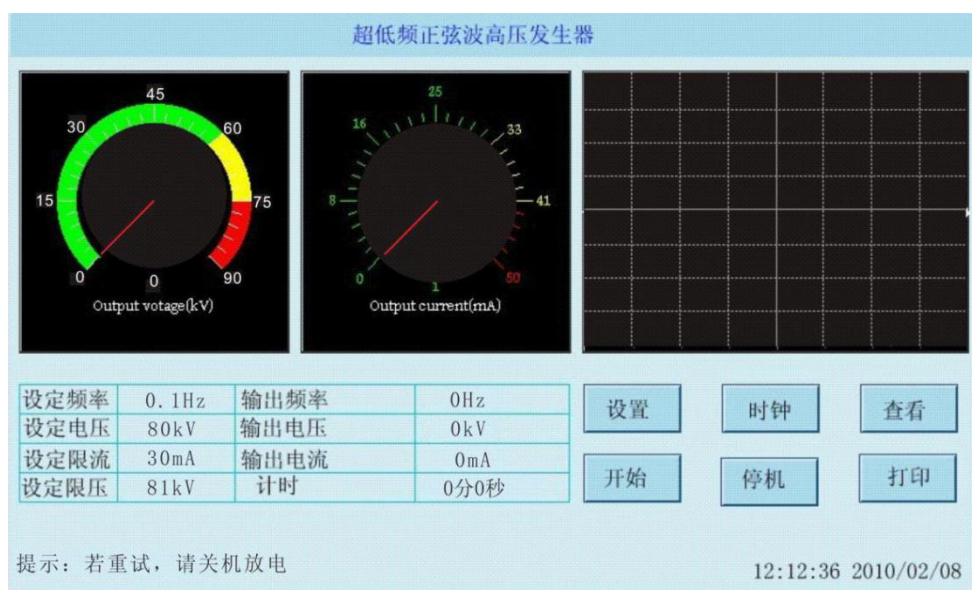 超低频正弦波高压发生器
45
30 60
15 75
0 0 90
Output votage(kV)
25
16 33
8 41
0 1 50
Output current(mA)
设定频率 0.1Hz 输出频率 0Hz
设定电压 80kV 输出电压 0kV
设定限流 30mA 输出电流 0mA
设定限压 81kV 计时 0分0秒
设置 时钟 查看
开始 停机 打印
提示：若重试，请关机放电
12:12:36 2010/02/08